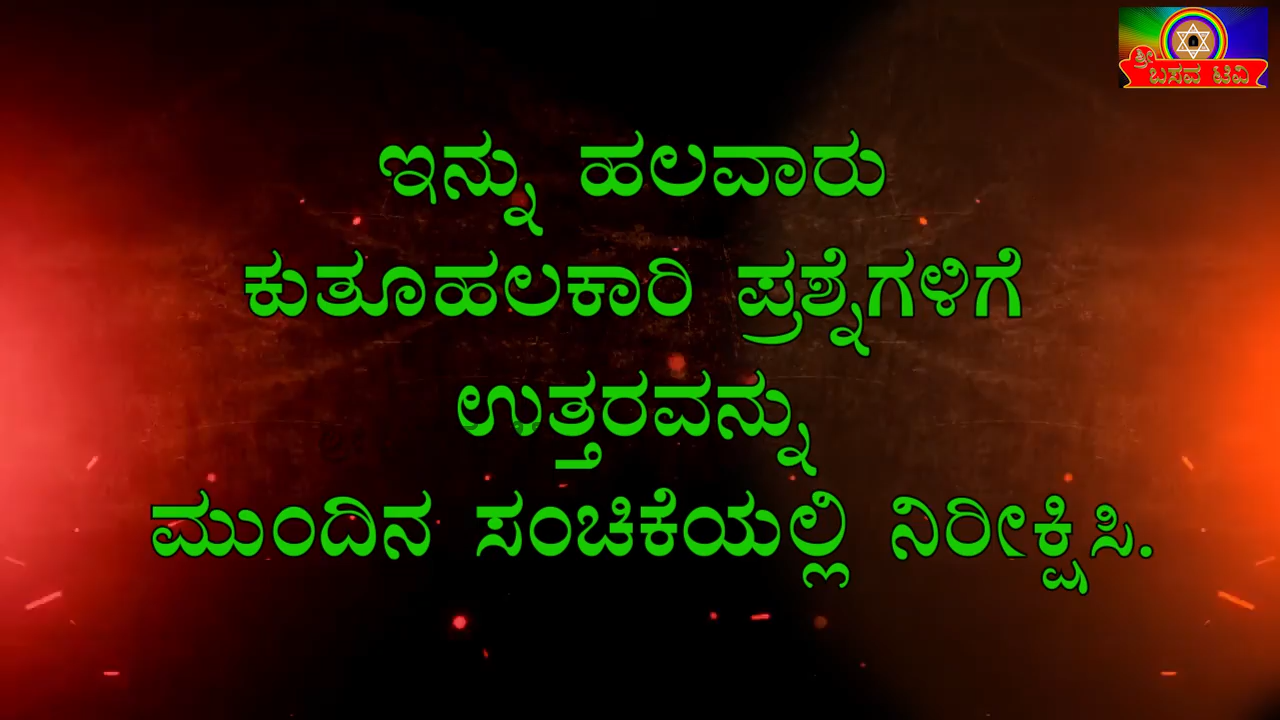 ಶ್ರೀ
ಬಸವ ಟಿವಿ
ಇನ್ನು ಹಲವಾರು
ಕುತೂಹಲಕಾರಿ ಪ್ರಶ್ನೆಗಳಿಗೆ
ಉತ್ತರವನ್ನು
ಮುಂದಿನ ಸಂಚಿಕೆಯಲ್ಲಿ ನಿರೀಕ್ಷಿಸಿ.